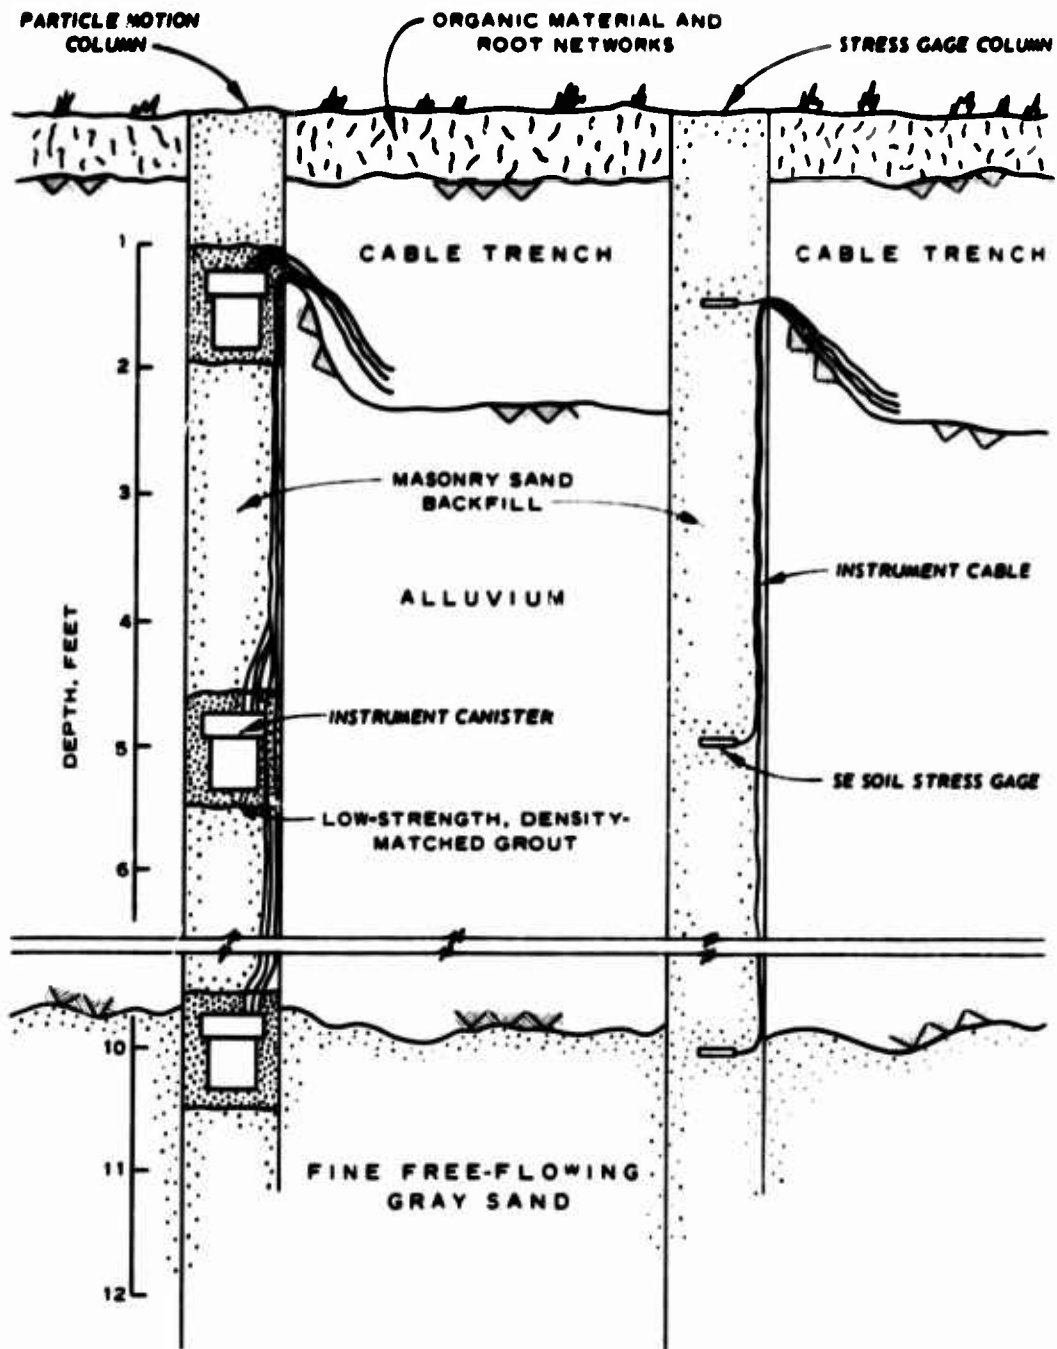 PARTICLE MOTION
COLUMN
ORGANIC MATERIAL AND
ROOT NETWORKS
STRESS GAGE COLUMN
1
CABLE TRENCH
CABLE TRENCH
2
MASONRY SAND
BACKFILL
3
INSTRUMENT CABLE
ALLUVIUM
4
DEPTH, FEET
INSTRUMENT CANISTER
5
SE SOIL STRESS GAGE
LOW-STRENGTH, DENSITY-
MATCHED GROUT
6
10
11
FINE FREE-FLOWING
GRAY SAND
12